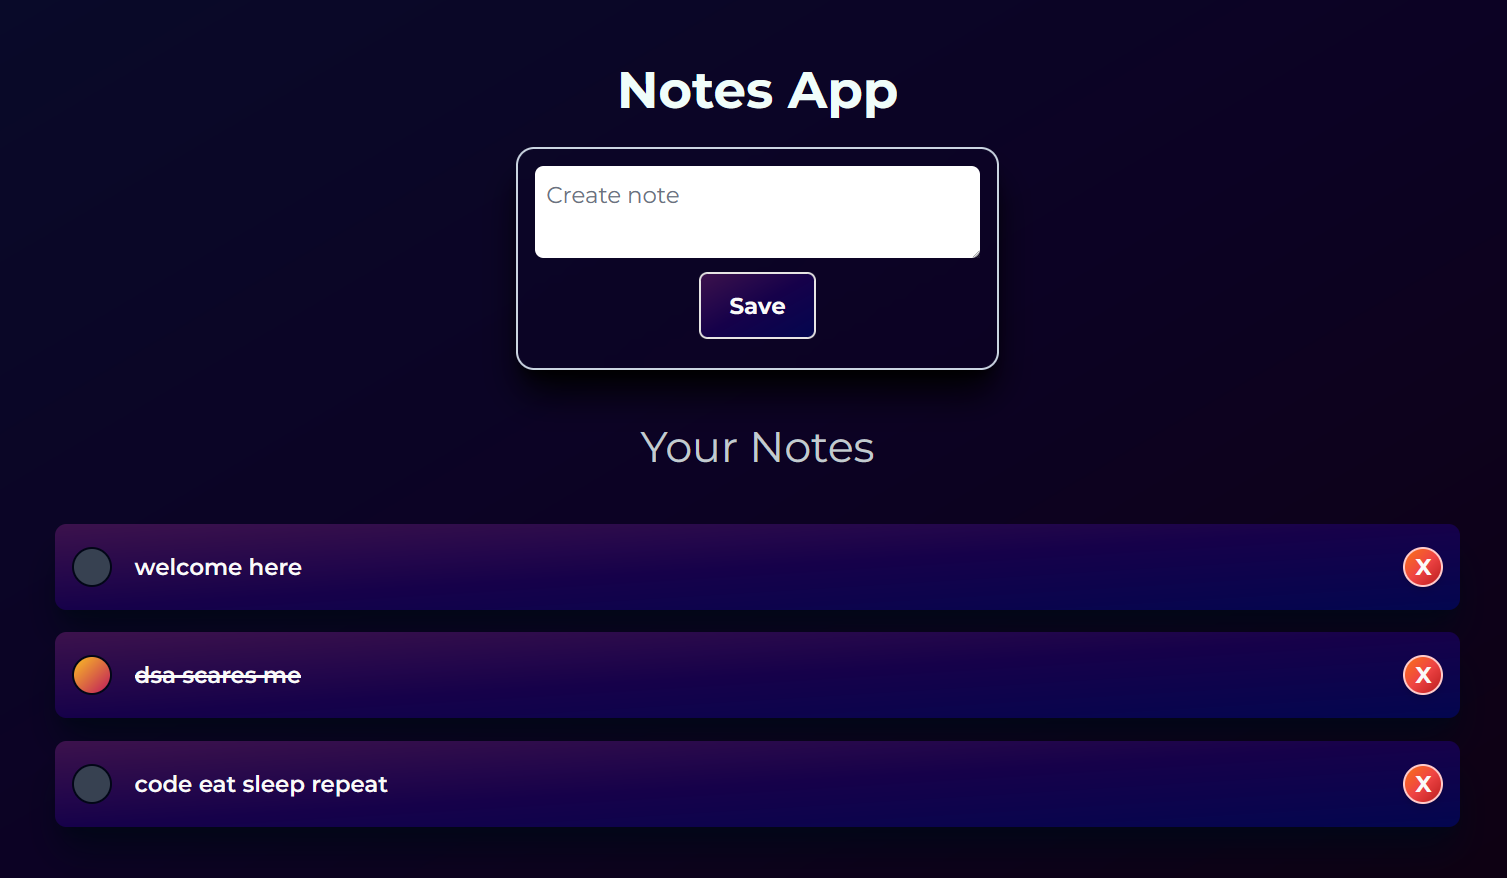 Notes App
Create note
Save
Your Notes
welcome here
X
dsa scares me
X
code eat sleep repeat
X